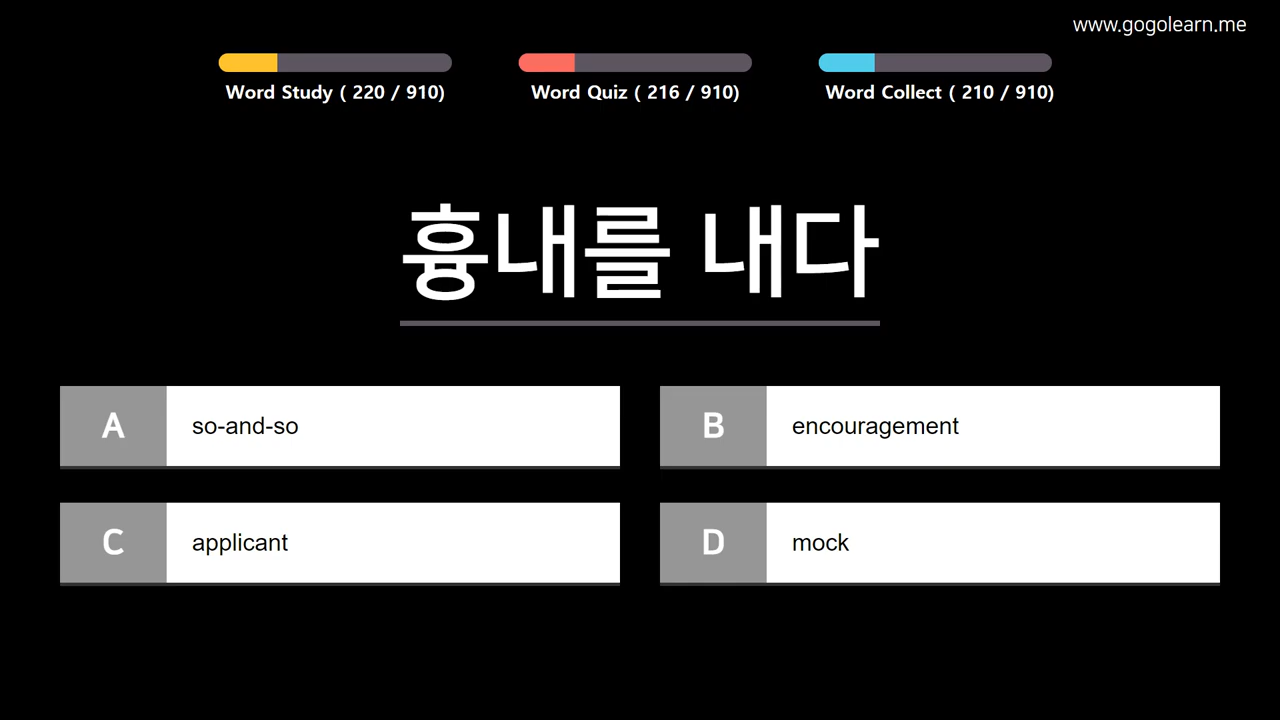 www.gogolearn.me
Word Study ( 220 / 910)
Word Quiz ( 216 / 910)
Word Collect ( 210 / 910)
흉내를 내다
A so-and-so
B encouragement
C applicant
D mock